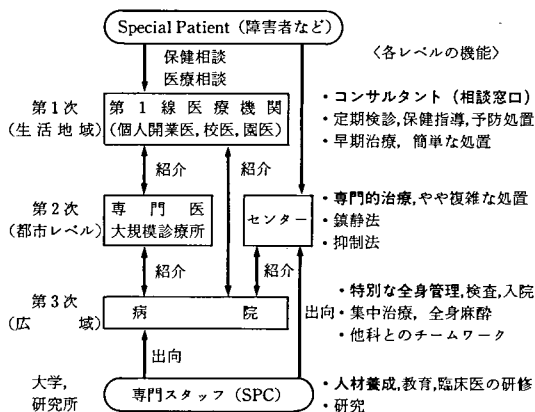 Special Patient (障害者など)
保健相談
医療相談
〈各レベルの機能〉
第1次
(生活地域)
第1線医療機関
(個人開業医,校医,園医)
・コンサルタント(相談窓口)
・定期検診,保健指導,予防処置
・早期治療,簡単な処置
紹介
紹介
第2次
(都市レベル)
専門医
大規模診療所
センター
・専門的治療,やや複雑な処置
・鎮静法
・抑制法
紹介
紹介
第3次
(広域)
病院
出向
・特別な全身管理,検査,入院
・集中治療,全身麻酔
・他科とのチームワーク
出向
大学,
研究所
専門スタッフ(SPC)
・人材養成,教育,臨床医の研修
・研究